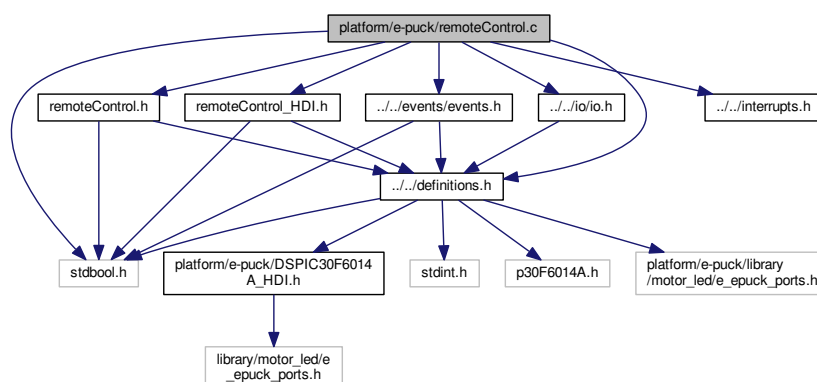 platform/e-puck/remoteControl.c
remoteControl.h
remoteControl_HDI.h
../../events/events.h
../../io/io.h
../../interrupts.h
../../definitions.h
stdbool.h
platform/e-puck/DSPIC30F6014
A_HDI.h
stdint.h
p30F6014A.h
platform/e-puck/library
/motor_led/e_epuck_ports.h
library/motor_led/e
_epuck_ports.h